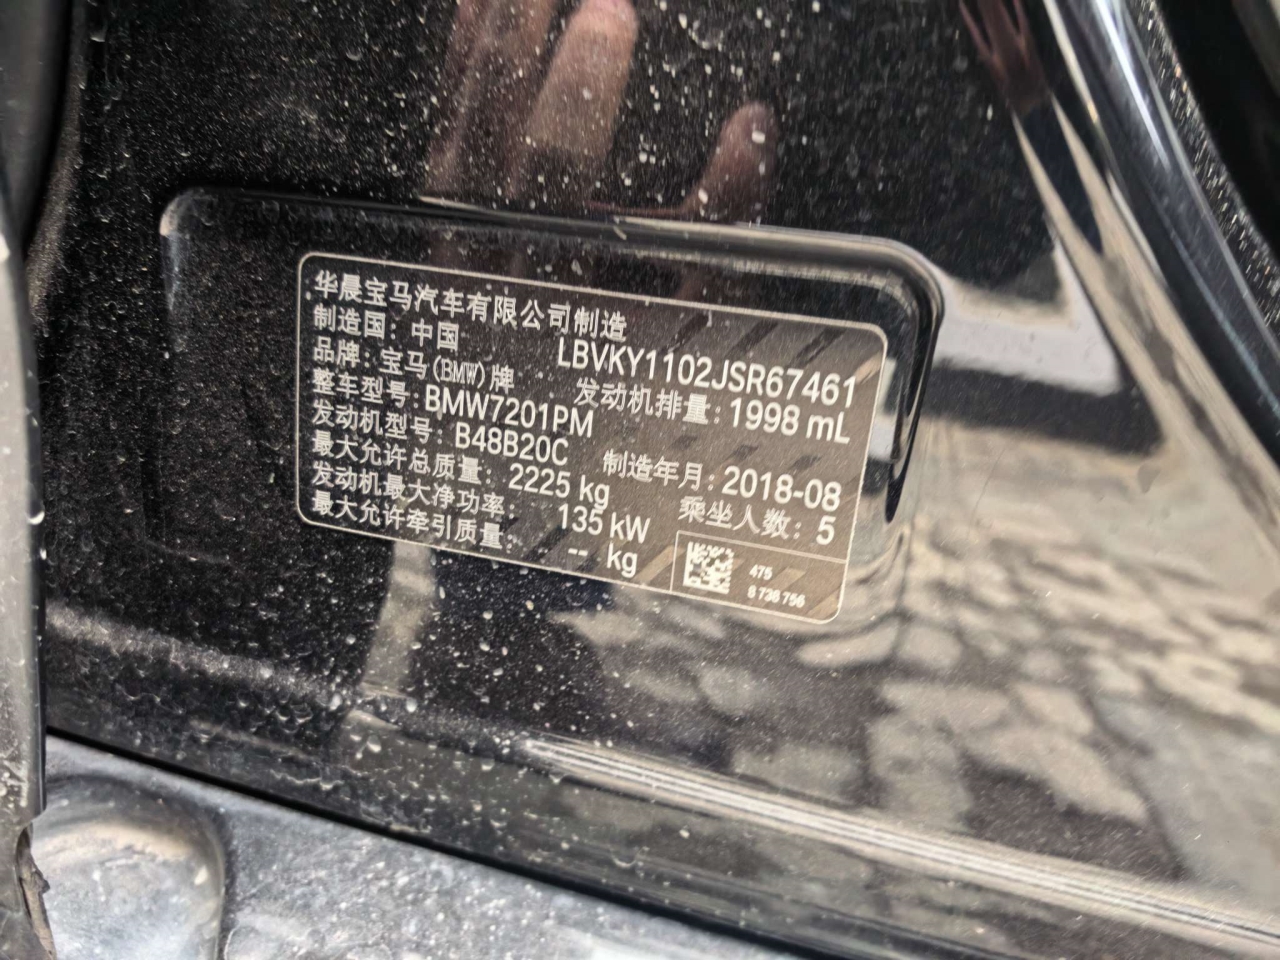 华晨宝马汽车有限公司制造
制造国：中国
LBVKY1102JSR67461
品牌：宝马(BMW)牌
发动机排量：1998 mL
整车型号：BMW7201PM
发动机型号：B48B20C
制造年月：2018-08
最大允许总质量：2225 kg
乘坐人数：5
发动机最大净功率：135 kW
最大允许牵引质量：-- kg
475
8 738 756